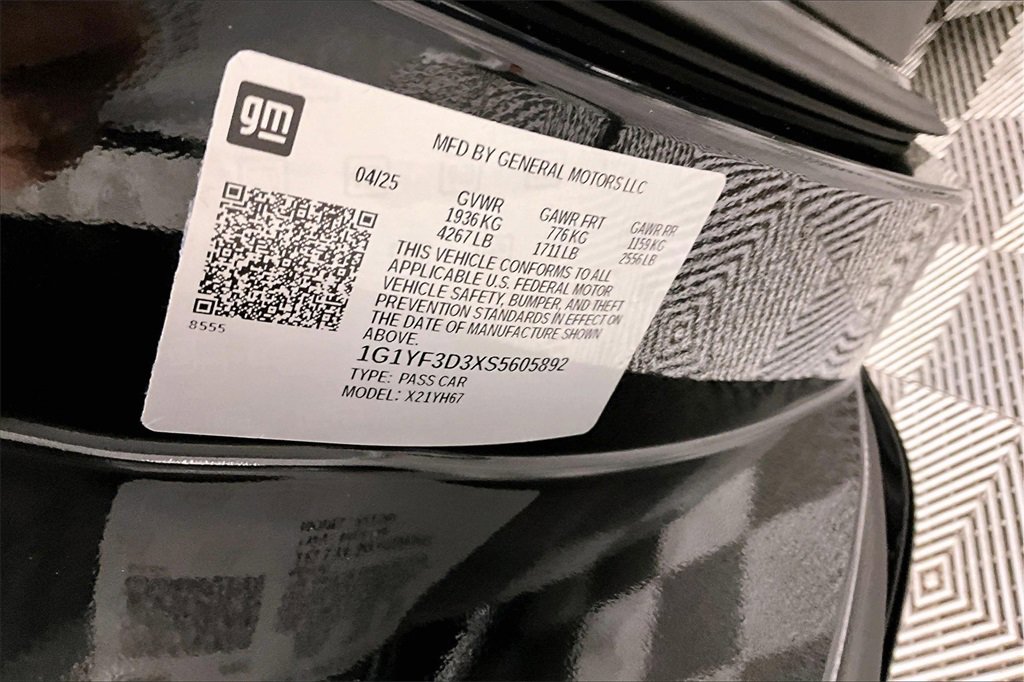 gm
MFD BY GENERAL MOTORS LLC
04/25
GVWR GAWR FRT GAWR RR
1936 KG 776 KG 1159 KG
4267 LB 1711 LB 2556 LB
THIS VEHICLE CONFORMS TO ALL
APPLICABLE U.S. FEDERAL MOTOR
VEHICLE SAFETY, BUMPER, AND THEFT
PREVENTION STANDARDS IN EFFECT ON
THE DATE OF MANUFACTURE SHOWN
ABOVE.
8555
1G1YF3D3XS5605892
TYPE: PASS CAR
MODEL: X21YH67